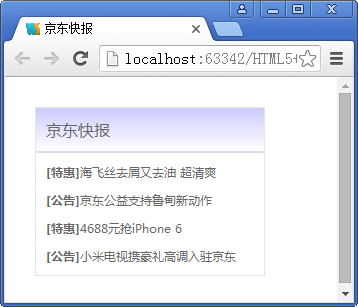 京东快报
localhost:63342/HTML5+
京东快报
[特惠]海飞丝去屑又去油 超清爽
[公告]京东公益支持鲁甸新动作
[特惠]4688元抢iPhone 6
[公告]小米电视携豪礼高调入驻京东